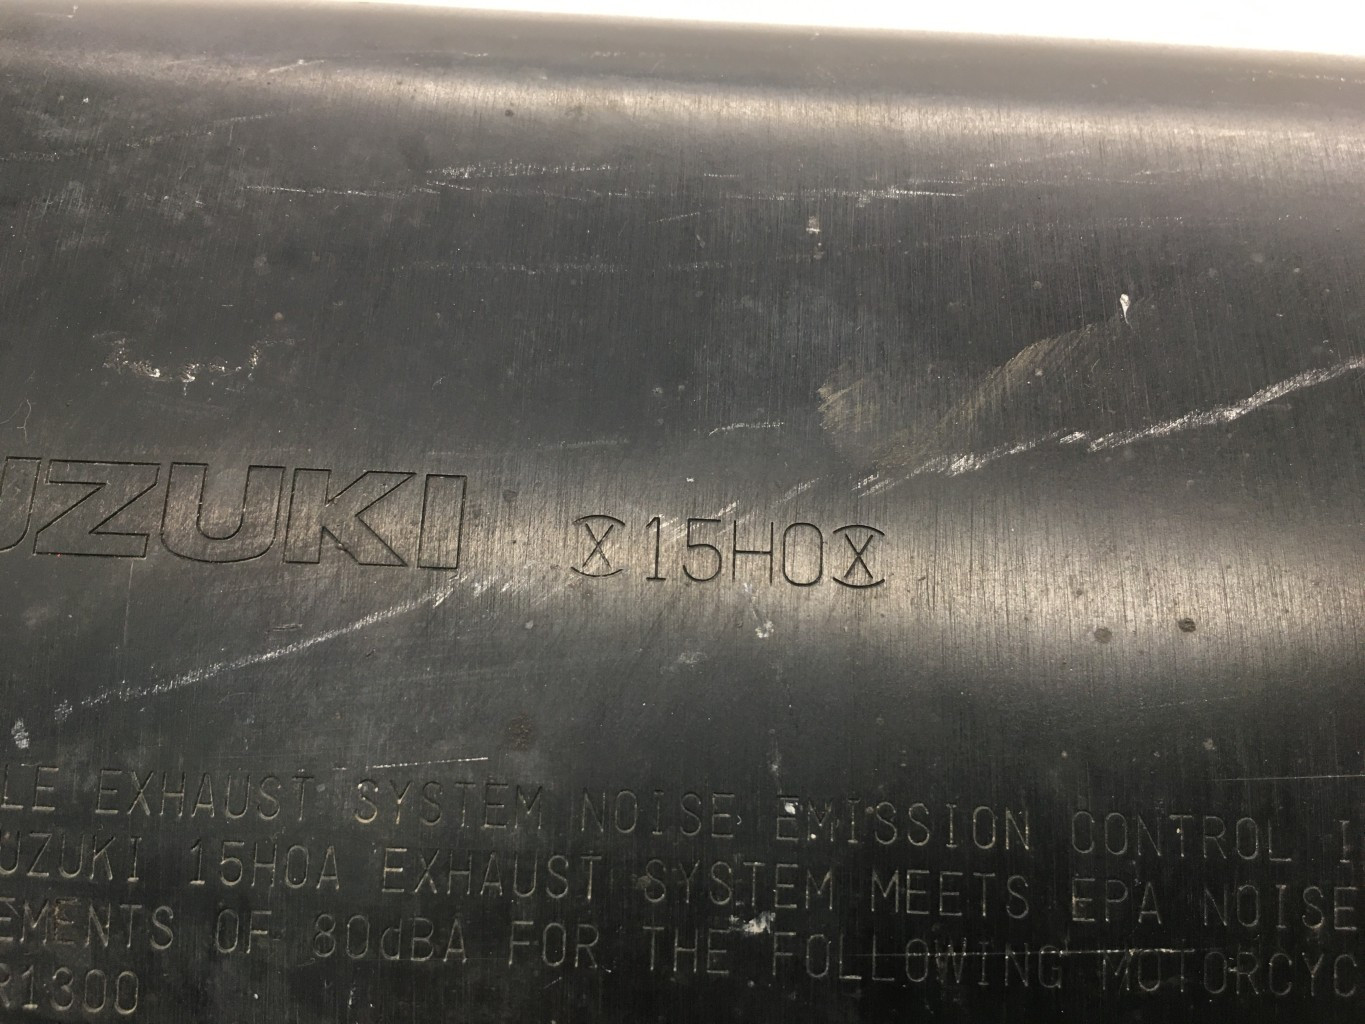 UZUKI 15H0
LE EXHAUST SYSTEM NOISE EMISSION CONTROL I
UZUKI 15H0A EXHAUST SYSTEM MEETS EPA NOISE
EMENTS OF 80dBA FOR THE FOLLOWING MOTORCYC
R1300